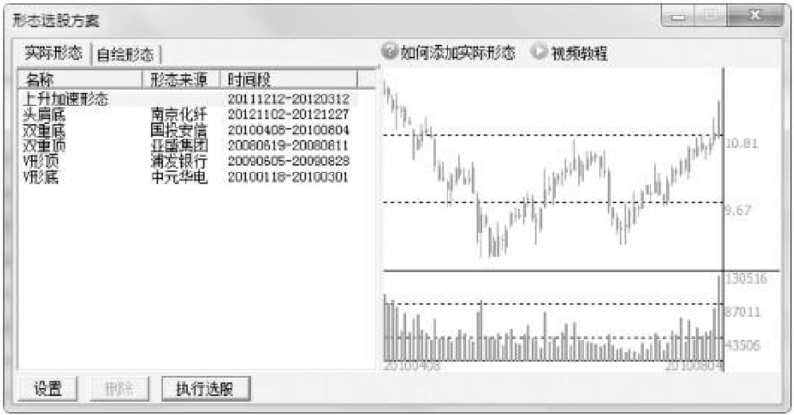 形态选股方案
实际形态 自绘形态 如何添加实际形态 视频教程
名称 形态来源 时间段
上升加速形态 20111212-20120312
头肩底 南京化纤 20121102-20121227
双重底 国投安信 20100408-20100804
双重顶 亚盛集团 20080619-20080811
V形顶 浦发银行 20090605-20090828
V形底 中元华电 20100118-20100301
10.81
9.67
130516
87011
43506
20100408 20100804
设置 删除 执行选股